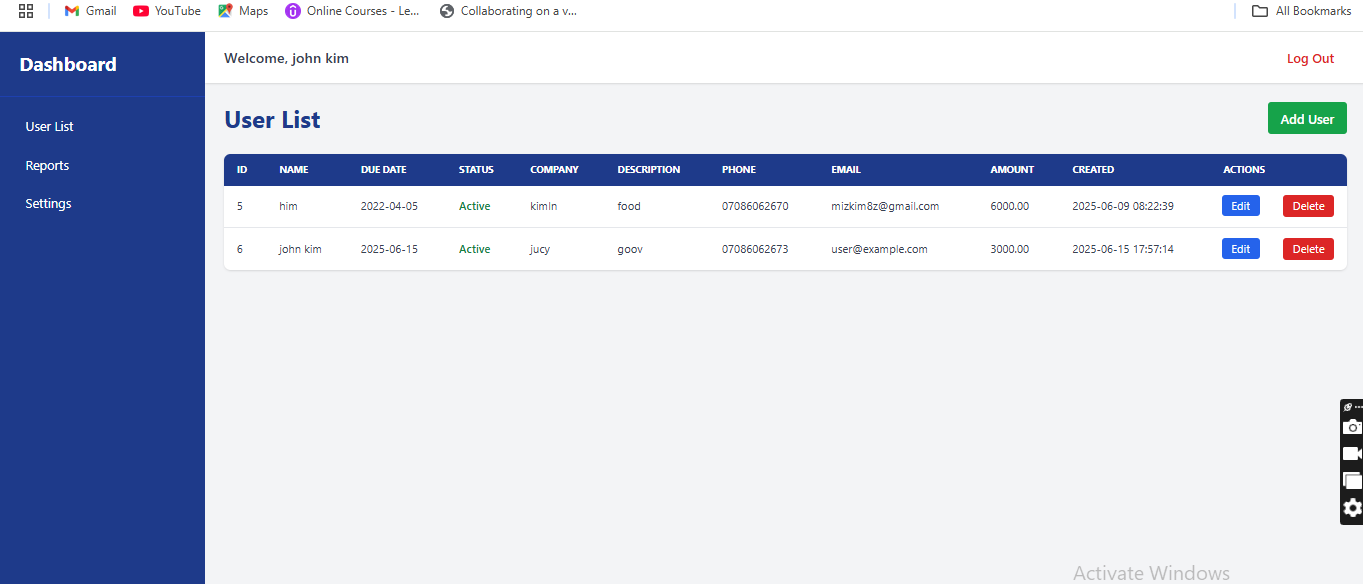 Gmail YouTube Maps Online Courses - Le... Collaborating on a v... All Bookmarks
Dashboard
Welcome, john kim
Log Out
User List
Reports
Settings
User List
Add User
ID NAME DUE DATE STATUS COMPANY DESCRIPTION PHONE EMAIL AMOUNT CREATED ACTIONS
5 him 2022-04-05 Active kimln food 07086062670 mizkim8z@gmail.com 6000.00 2025-06-09 08:22:39 Edit Delete
6 john kim 2025-06-15 Active jucy goov 07086062673 user@example.com 3000.00 2025-06-15 17:57:14 Edit Delete
Activate Windows